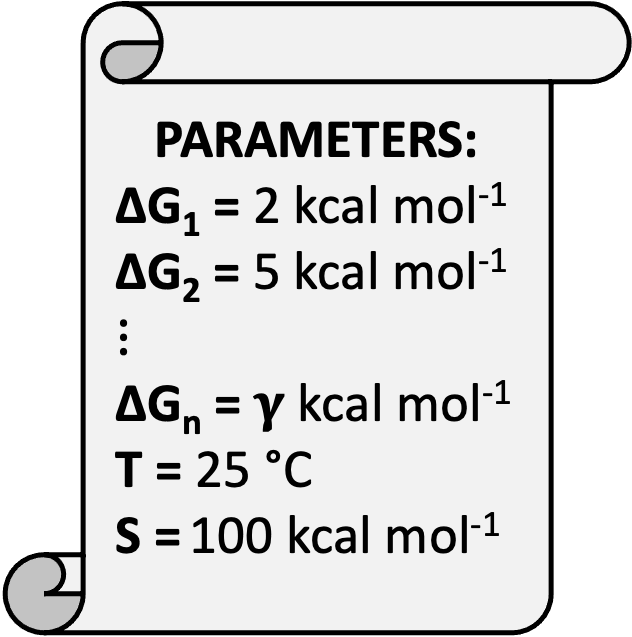 PARAMETERS:
ΔG₁ = 2 kcal mol⁻¹
ΔG₂ = 5 kcal mol⁻¹
⋮
ΔGₙ = γ kcal mol⁻¹
T = 25 °C
S = 100 kcal mol⁻¹